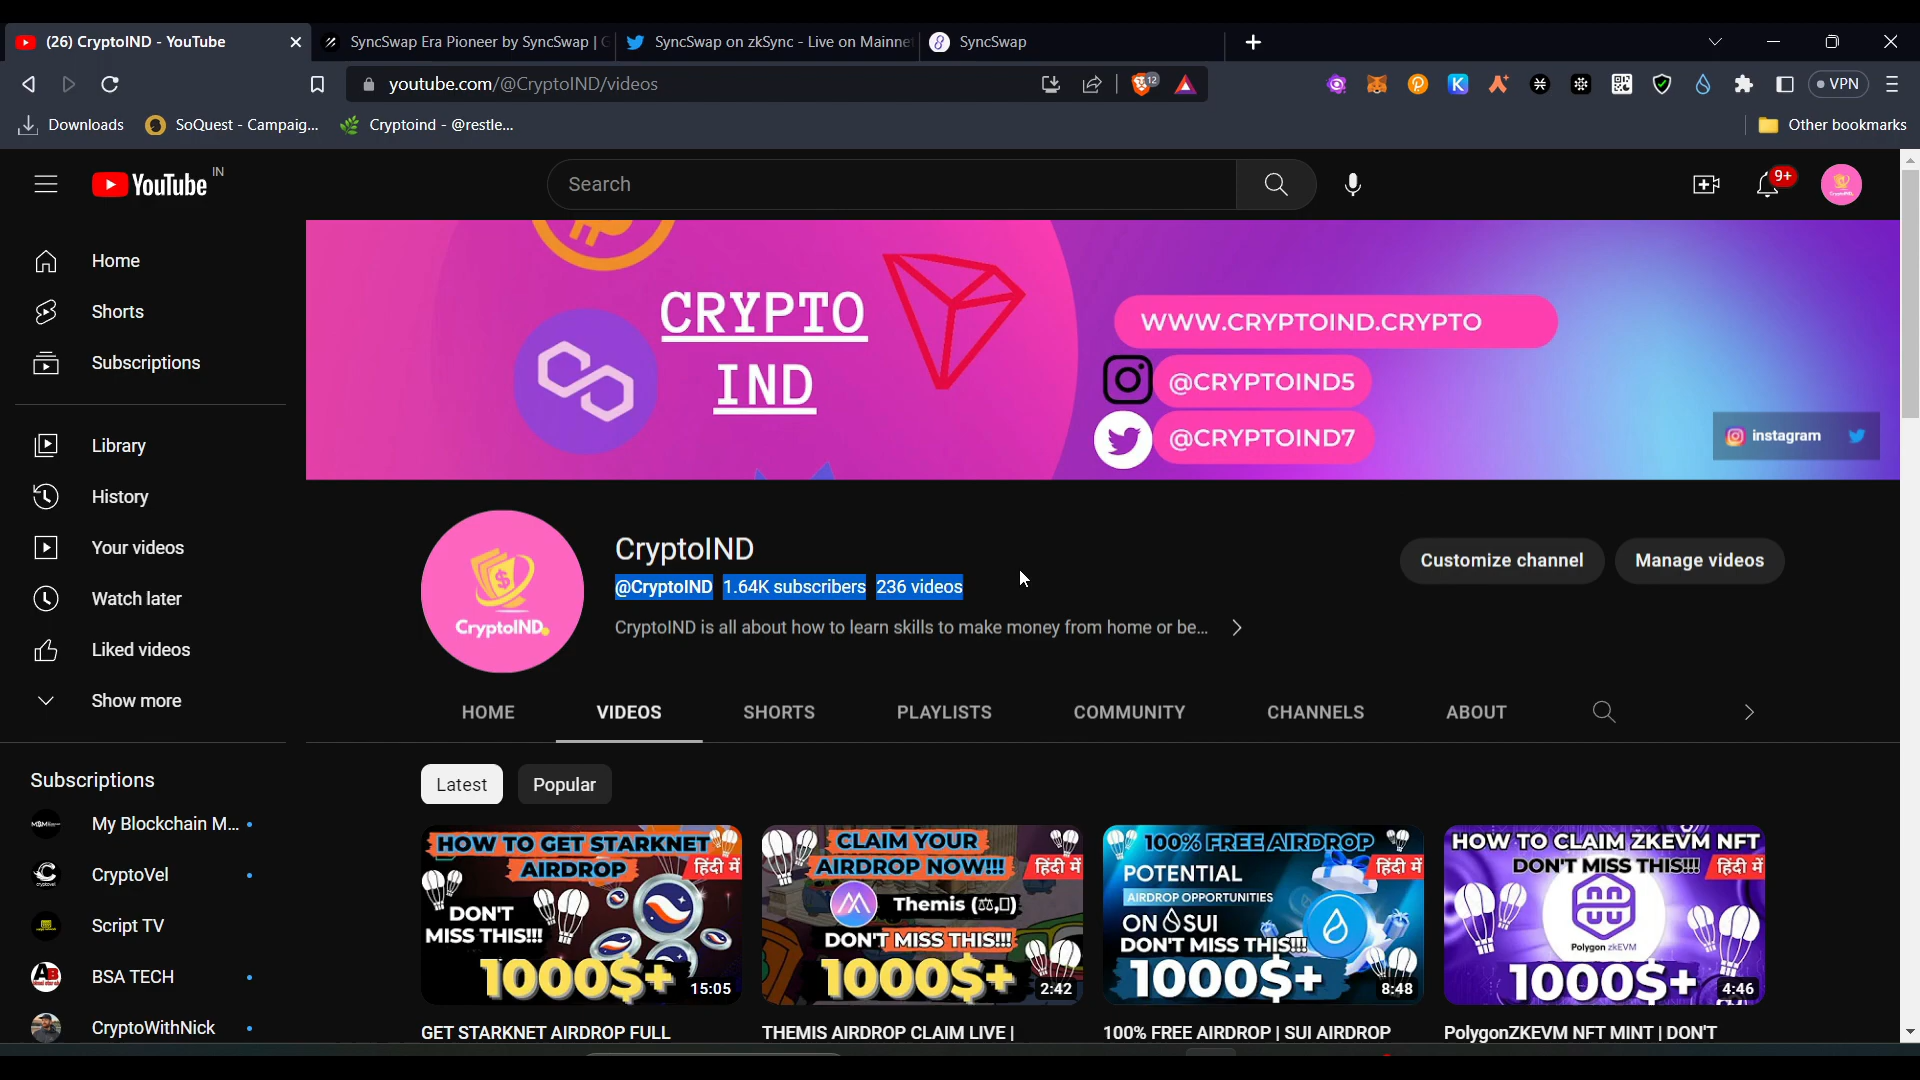 (26) CryptoIND - YouTube
SyncSwap Era Pioneer by SyncSwap |
SyncSwap on zkSync - Live on Mainnet
SyncSwap
youtube.com/@CryptoIND/videos
12
VPN
Downloads
SoQuest - Campaig...
Cryptoind - @restle...
Other bookmarks
YouTube
IN
Search
9+
Home
Shorts
Subscriptions
Library
History
Your videos
Watch later
Liked videos
Show more
Subscriptions
My Blockchain M...
CryptoVel
Script TV
BSA TECH
CryptoWithNick
CRYPTO
IND
WWW.CRYPTOIND.CRYPTO
@CRYPTOIND5
@CRYPTOIND7
instagram
CryptoIND
CryptoIND
@CryptoIND 1.64K subscribers 236 videos
CryptoIND is all about how to learn skills to make money from home or be...
Customize channel
Manage videos
HOME VIDEOS SHORTS PLAYLISTS COMMUNITY CHANNELS ABOUT
Latest Popular
HOW TO GET STARKNET
AIRDROP
हिंदी में
DON'T
MISS THIS!!!
1000$+
15:05
GET STARKNET AIRDROP FULL
CLAIM YOUR
AIRDROP NOW!!!
हिंदी में
Themis
DON'T MISS THIS!!!
1000$+
2:42
THEMIS AIRDROP CLAIM LIVE |
100% FREE AIRDROP
हिंदी में
POTENTIAL
AIRDROP OPPORTUNITIES
ON SUI
DON'T MISS THIS!!!
1000$+
8:48
100% FREE AIRDROP | SUI AIRDROP
HOW TO CLAIM ZKEVM NFT
DON'T MISS THIS!!!
हिंदी में
Polygon zkEVM
1000$+
4:46
PolygonZKEVM NFT MINT | DON'T